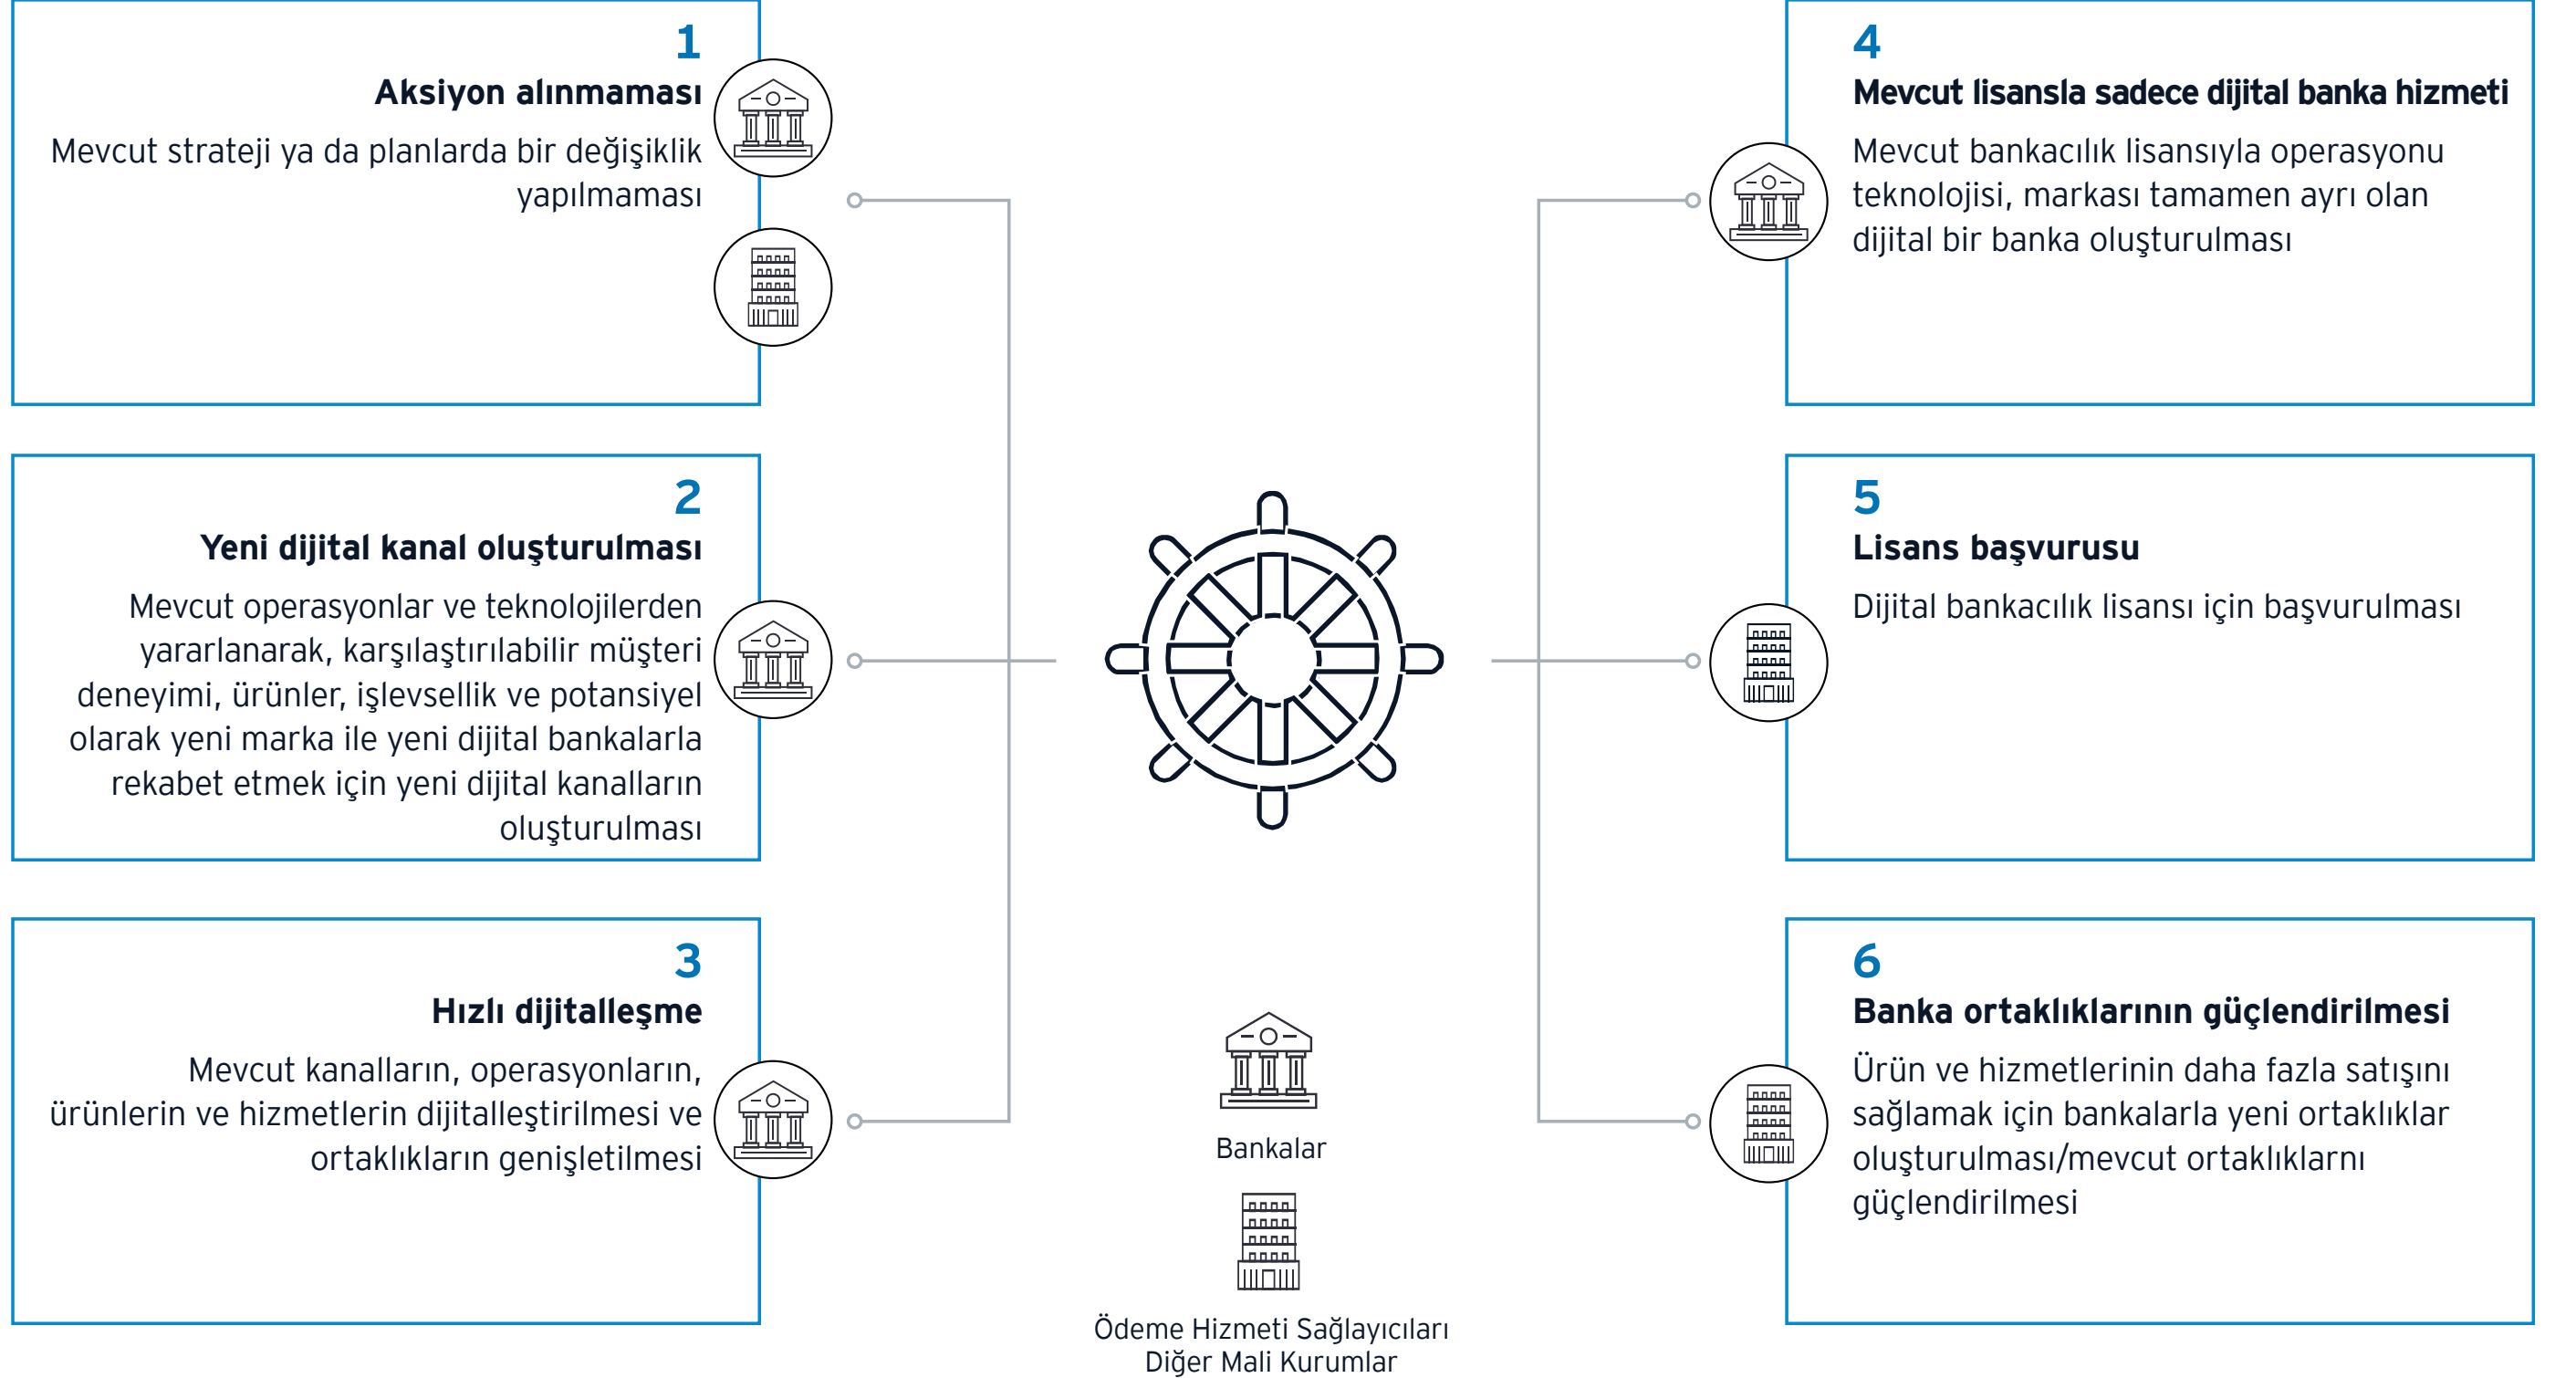 1
Aksiyon alınmaması
Mevcut strateji ya da planlarda bir değişiklik
yapılmaması
2
Yeni dijital kanal oluşturulması
Mevcut operasyonlar ve teknolojilerden
yararlanarak, karşılaştırılabilir müşteri
deneyimi, ürünler, işlevsellik ve potansiyel
olarak yeni marka ile yeni dijital bankalarla
rekabet etmek için yeni dijital kanalların
oluşturulması
3
Hızlı dijitalleşme
Mevcut kanalların, operasyonların,
ürünlerin ve hizmetlerin dijitalleştirilmesi ve
ortaklıkların genişletilmesi
Bankalar
Ödeme Hizmeti Sağlayıcıları
Diğer Mali Kurumlar
4
Mevcut lisansla sadece dijital banka hizmeti
Mevcut bankacılık lisansıyla operasyonu
teknolojisi, markası tamamen ayrı olan
dijital bir banka oluşturulması
5
Lisans başvurusu
Dijital bankacılık lisansı için başvurulması
6
Banka ortaklıklarının güçlendirilmesi
Ürün ve hizmetlerinin daha fazla satışını
sağlamak için bankalarla yeni ortaklıklar
oluşturulması/mevcut ortaklıklarnı
güçlendirilmesi